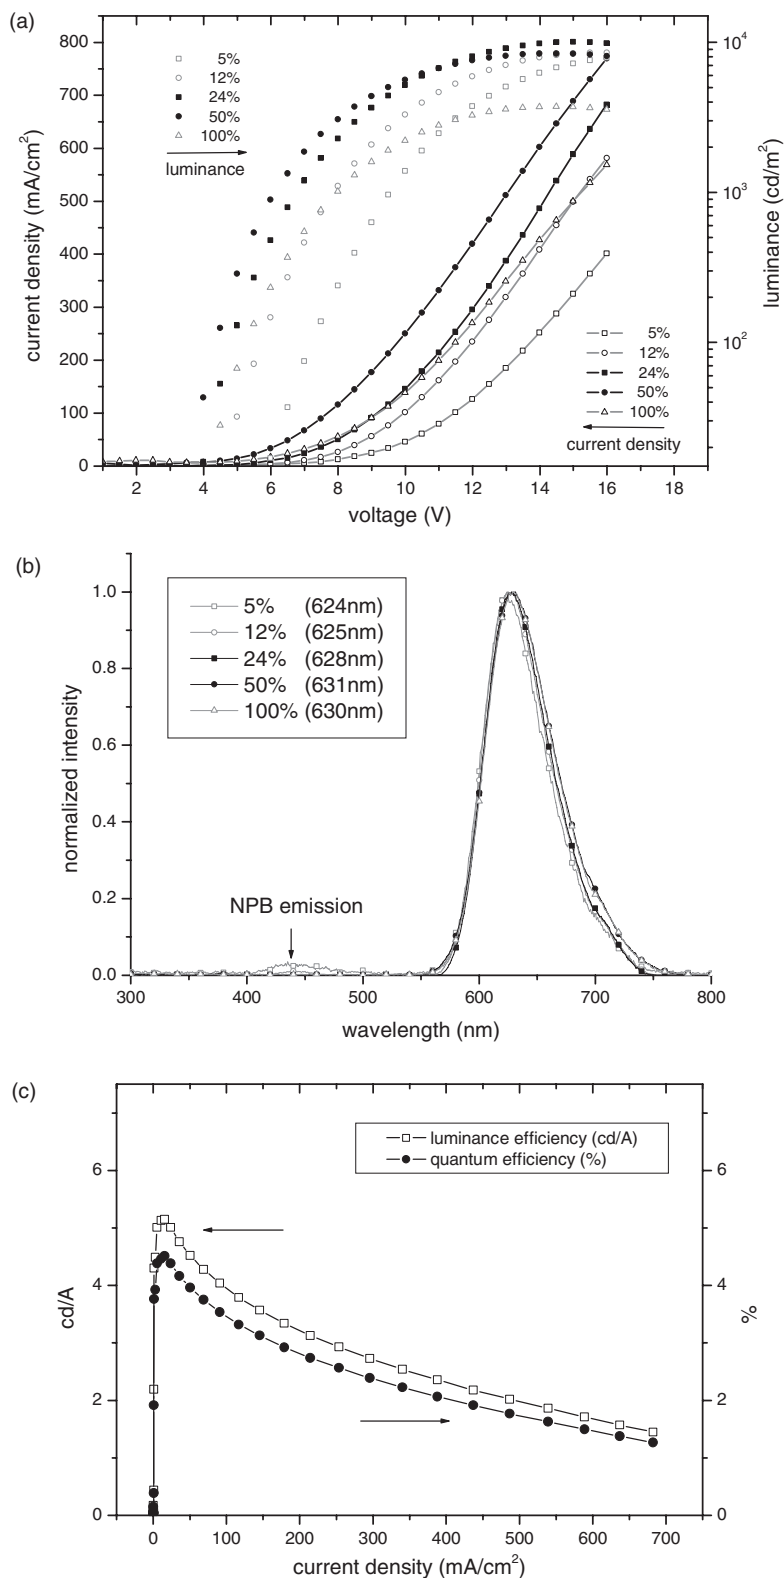 (a)
800
700
600
500
400
300
200
100
0
current density (mA/cm²)
5%
12%
24%
50%
100%
luminance
10⁴
10³
10²
luminance (cd/m²)
5%
12%
24%
50%
100%
current density
2 4 6 8 10 12 14 16 18
voltage (V)
(b)
1.0
0.8
0.6
0.4
0.2
0.0
normalized intensity
5% (624nm)
12% (625nm)
24% (628nm)
50% (631nm)
100% (630nm)
NPB emission
300 400 500 600 700 800
wavelength (nm)
(c)
6
4
2
0
cd/A
luminance efficiency (cd/A)
quantum efficiency (%)
6
4
2
0
%
0 100 200 300 400 500 600 700
current density (mA/cm²)